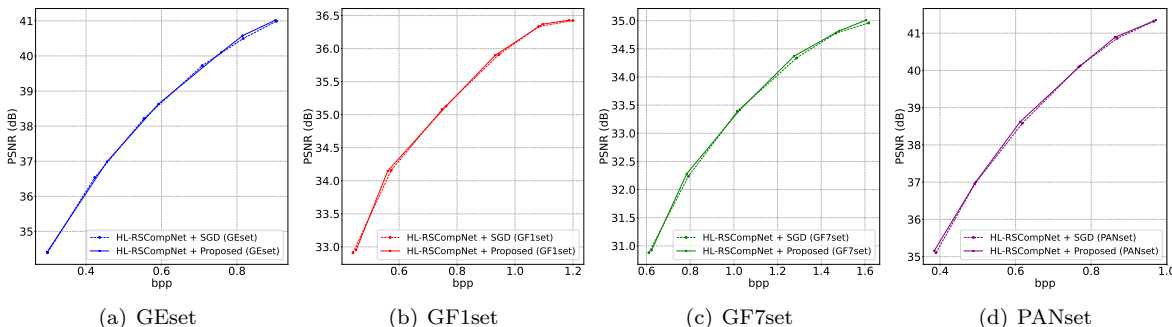 41
40
39
38
37
36
35
PSNR (dB)
0.4
0.6
0.8
bpp
HL-RSCompNet + SGD (GEset)
HL-RSCompNet + Proposed (GEset)
(a) GEset
36.5
36.0
35.5
35.0
34.5
34.0
33.5
33.0
PSNR (dB)
0.6
0.8
1.0
1.2
bpp
HL-RSCompNet + SGD (GF1set)
HL-RSCompNet + Proposed (GF1set)
(b) GF1set
35.0
34.5
34.0
33.5
33.0
32.5
32.0
31.5
31.0
PSNR (dB)
0.6
0.8
1.0
1.2
1.4
1.6
bpp
HL-RSCompNet + SGD (GF7set)
HL-RSCompNet + Proposed (GF7set)
(c) GF7set
41
40
39
38
37
36
35
PSNR (dB)
0.4
0.6
0.8
1.0
bpp
HL-RSCompNet + SGD (PANset)
HL-RSCompNet + Proposed (PANset)
(d) PANset